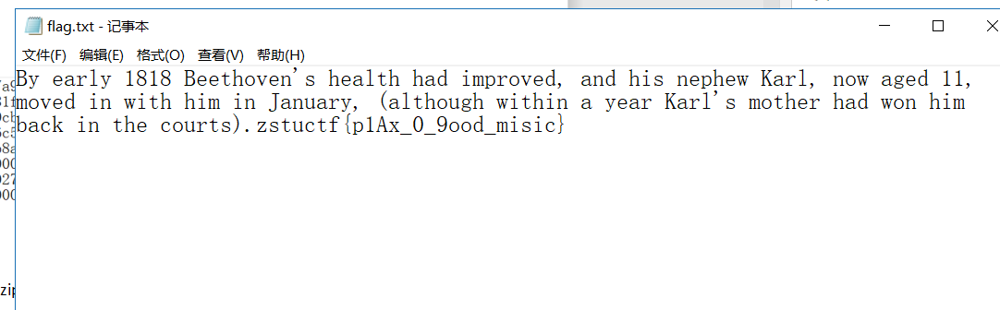 flag.txt - 记事本
文件(F) 编辑(E) 格式(O) 查看(V) 帮助(H)
By early 1818 Beethoven's health had improved, and his nephew Karl, now aged 11,
moved in with him in January, (although within a year Karl's mother had won him
back in the courts).zstuctf{p1Ax_0_9ood_misic}
zip